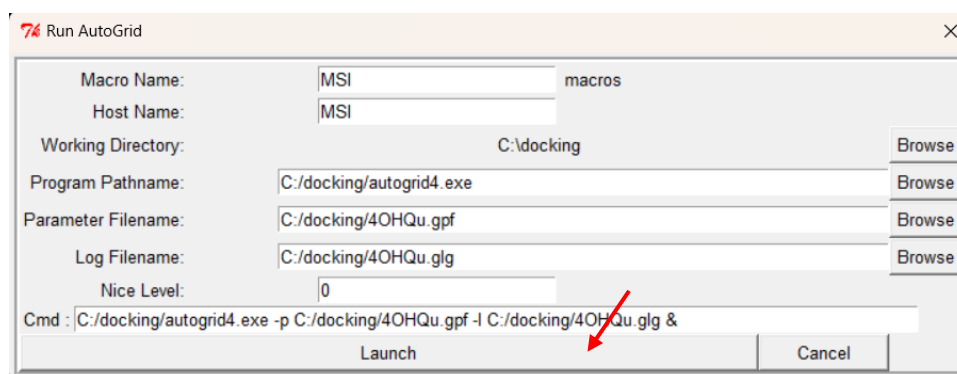 Run AutoGrid
Macro Name: MSI macros
Host Name: MSI
Working Directory: C:\docking Browse
Program Pathname: C:/docking/autogrid4.exe Browse
Parameter Filename: C:/docking/4OHQu.gpf Browse
Log Filename: C:/docking/4OHQu.glg Browse
Nice Level: 0
Cmd : C:/docking/autogrid4.exe -p C:/docking/4OHQu.gpf -l C:/docking/4OHQu.glg &
Launch Cancel